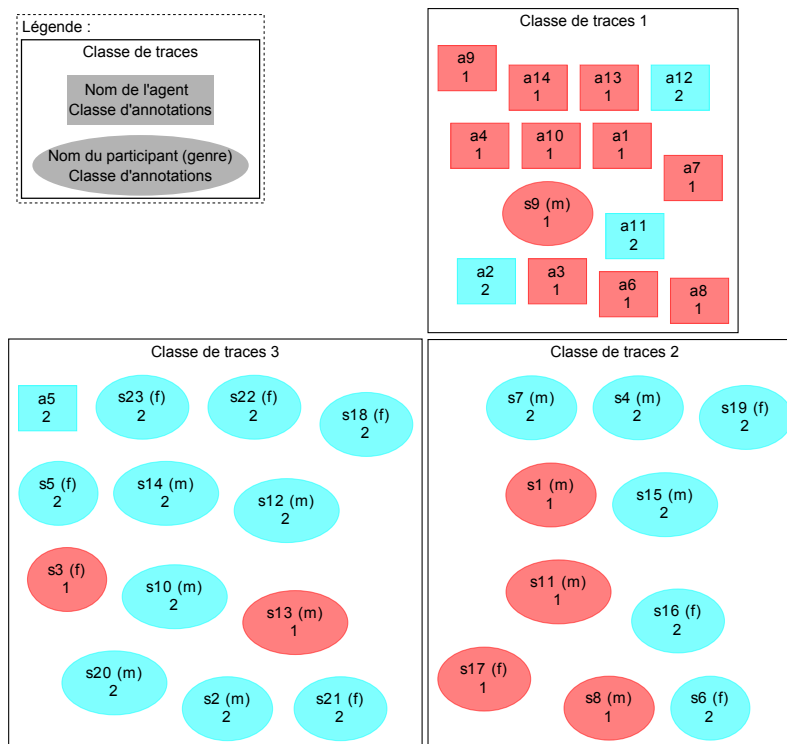 Légende :
Classe de traces
Nom de l'agent
Classe d'annotations
Nom du participant (genre)
Classe d'annotations
Classe de traces 1
a9
1
a14
1
a13
1
a12
2
a4
1
a10
1
a1
1
a7
1
s9 (m)
1
a11
2
a2
2
a3
1
a6
1
a8
1
Classe de traces 3
a5
2
s23 (f)
2
s22 (f)
2
s18 (f)
2
s5 (f)
2
s14 (m)
2
s12 (m)
2
s3 (f)
1
s10 (m)
2
s13 (m)
1
s20 (m)
2
s2 (m)
2
s21 (f)
2
Classe de traces 2
s7 (m)
2
s4 (m)
2
s19 (f)
2
s1 (m)
1
s15 (m)
2
s11 (m)
1
s16 (f)
2
s17 (f)
1
s8 (m)
1
s6 (f)
2